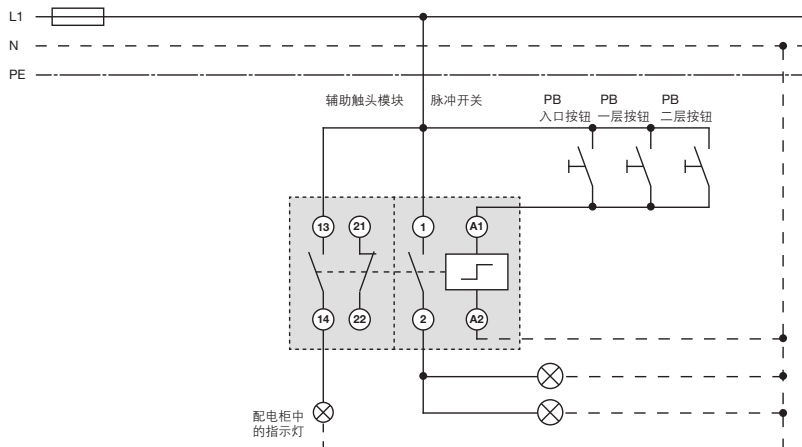 L1
N
PE
辅助触头模块 脉冲开关
PB PB PB
入口按钮 一层按钮 二层按钮
13 21 1 A1
14 22 2 A2
配电柜中
的指示灯